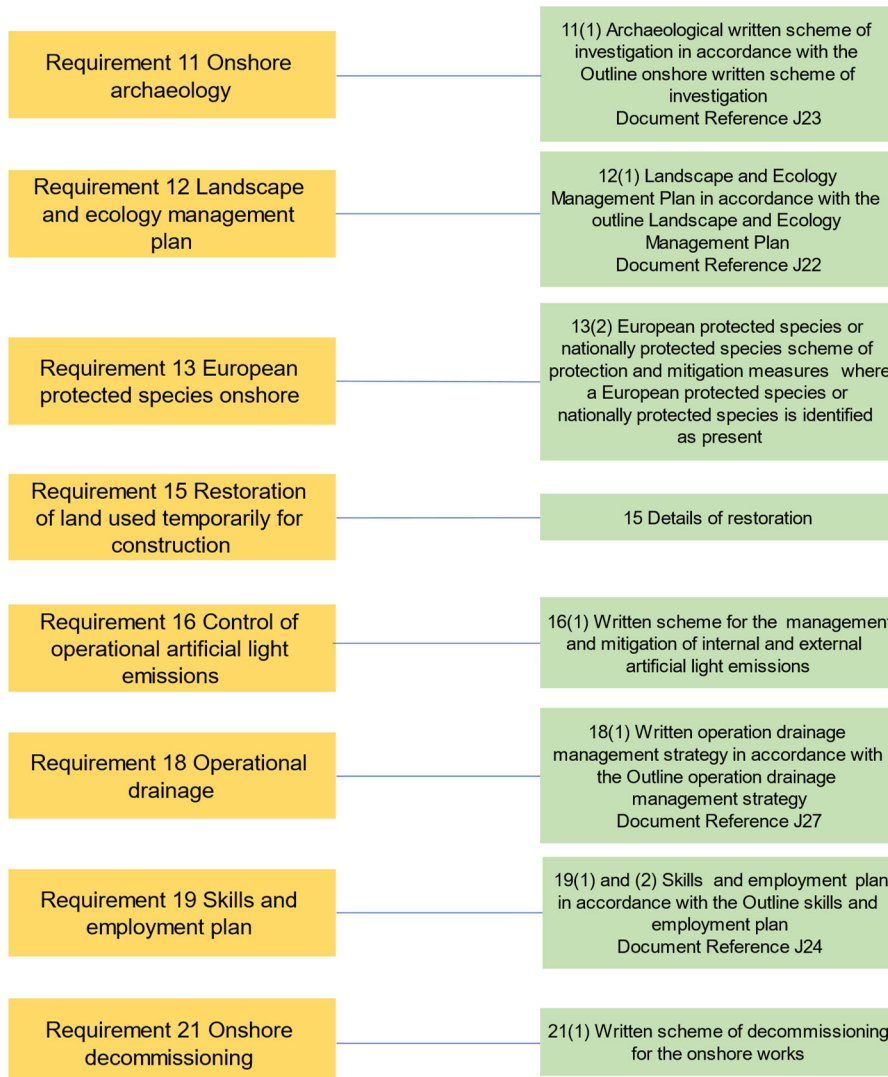 Requirement 11 Onshore
archaeology
11(1) Archaeological written scheme of
investigation in accordance with the
Outline onshore written scheme of
investigation
Document Reference J23
Requirement 12 Landscape
and ecology management
plan
12(1) Landscape and Ecology
Management Plan in accordance with the
outline Landscape and Ecology
Management Plan
Document Reference J22
Requirement 13 European
protected species onshore
13(2) European protected species or
nationally protected species scheme of
protection and mitigation measures where
a European protected species or
nationally protected species is identified
as present
Requirement 15 Restoration
of land used temporarily for
construction
15 Details of restoration
Requirement 16 Control of
operational artificial light
emissions
16(1) Written scheme for the management
and mitigation of internal and external
artificial light emissions
Requirement 18 Operational
drainage
18(1) Written operation drainage
management strategy in accordance with
the Outline operation drainage
management strategy
Document Reference J27
Requirement 19 Skills and
employment plan
19(1) and (2) Skills and employment plan
in accordance with the Outline skills and
employment plan
Document Reference J24
Requirement 21 Onshore
decommissioning
21(1) Written scheme of decommissioning
for the onshore works